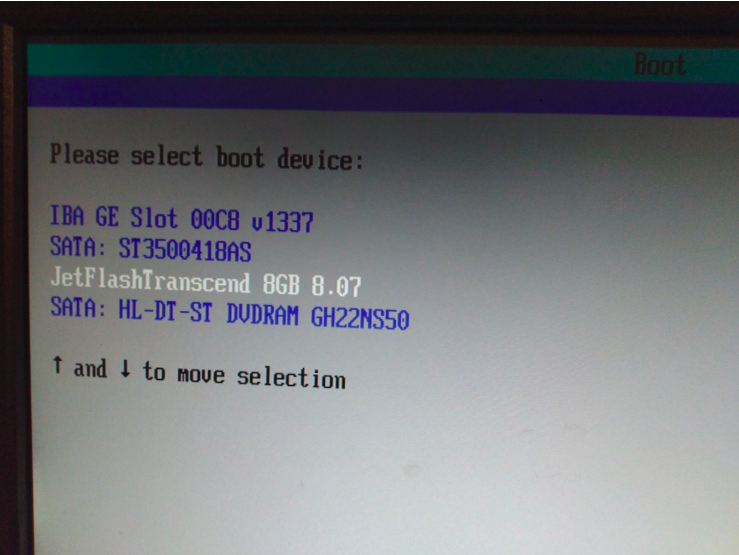 Boot
Please select boot device:
IBA GE Slot 00C8 v1337
SATA: ST3500418AS
JetFlashTranscend 8GB 8.07
SATA: HL-DT-ST DVDRAM GH22NS50
↑ and ↓ to move selection